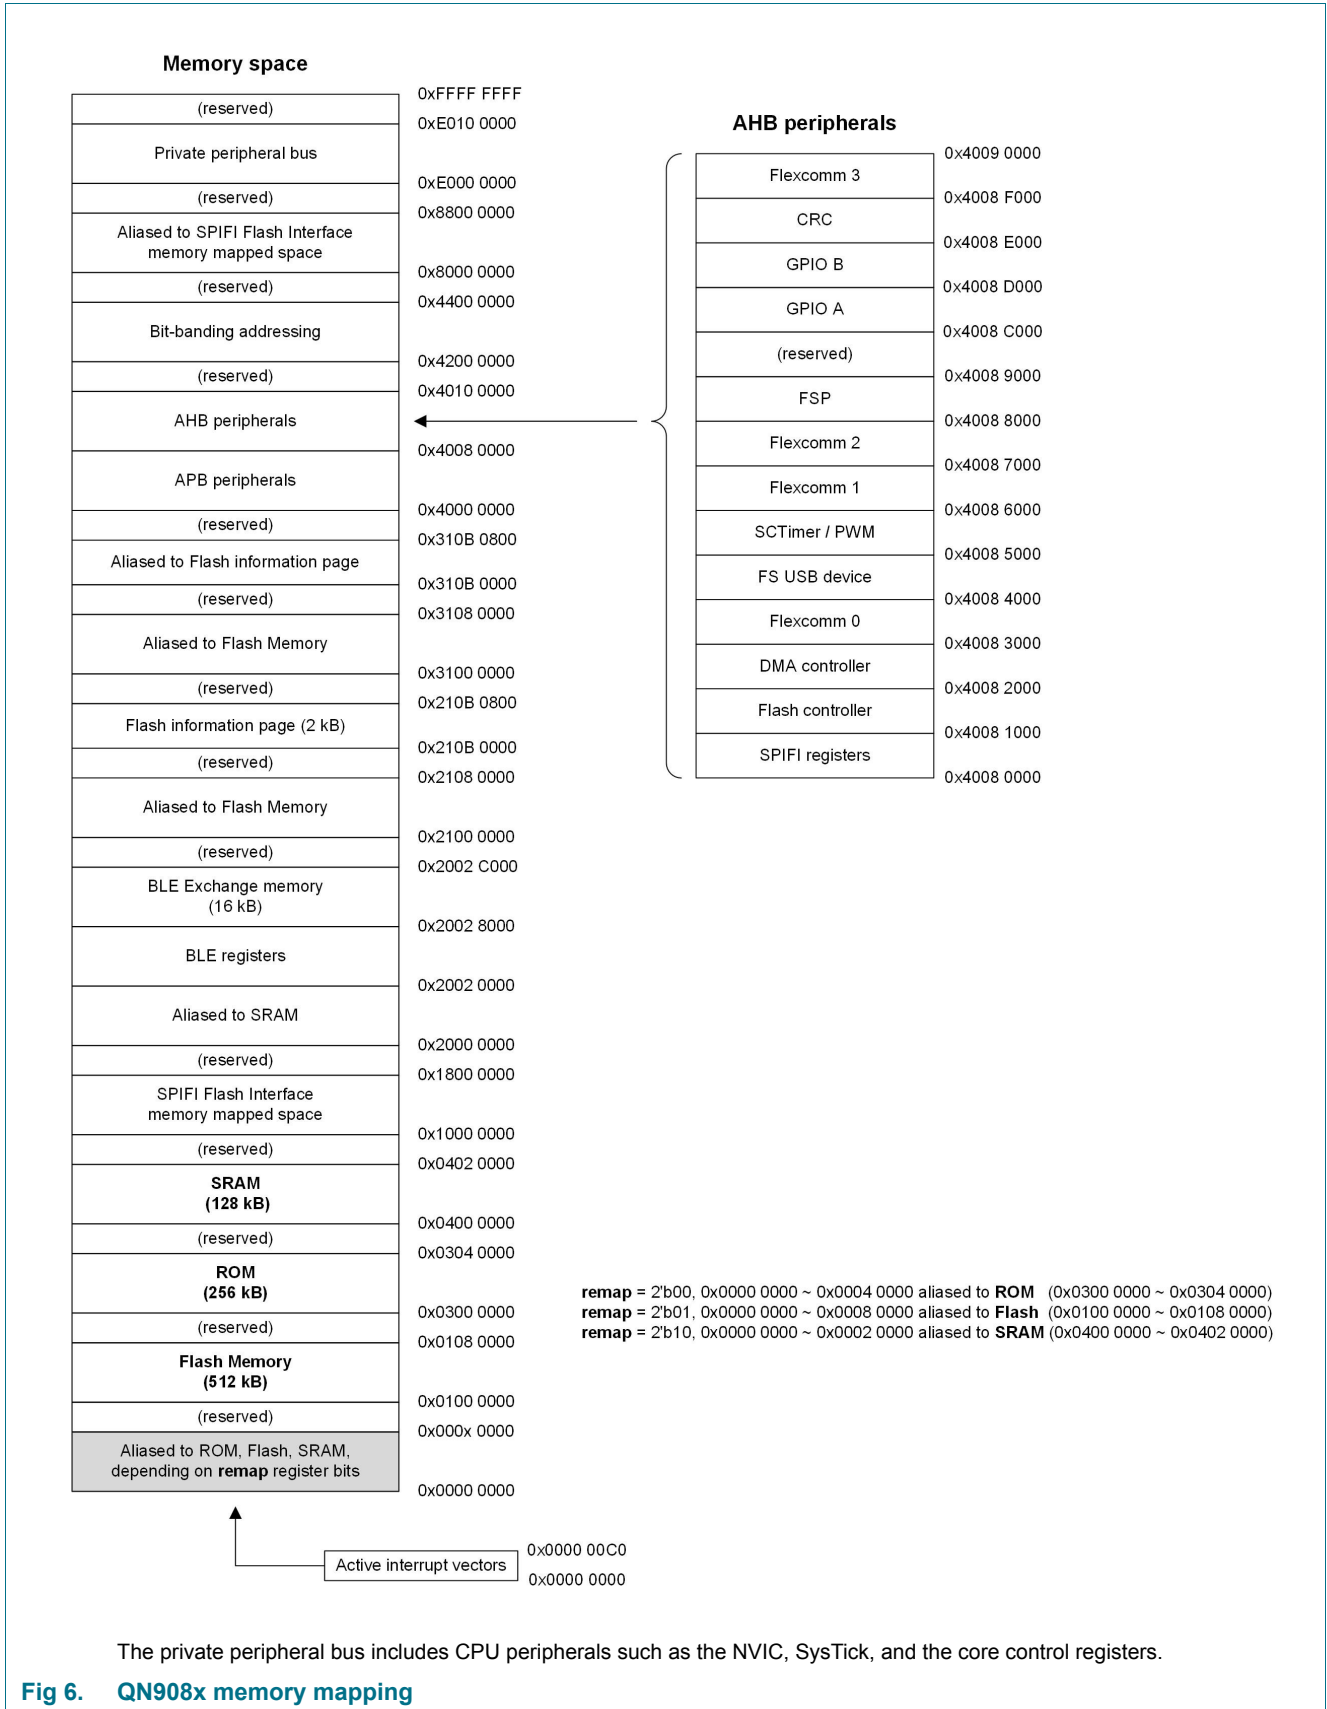 Memory space
0xFFFF FFFF
(reserved)
0xE010 0000
Private peripheral bus
0xE000 0000
(reserved)
0x8800 0000
Aliased to SPIFI Flash Interface
memory mapped space
0x8000 0000
(reserved)
0x4400 0000
Bit-banding addressing
0x4200 0000
(reserved)
0x4010 0000
AHB peripherals
0x4008 0000
APB peripherals
0x4000 0000
(reserved)
0x310B 0800
Aliased to Flash information page
0x310B 0000
(reserved)
0x3108 0000
Aliased to Flash Memory
0x3100 0000
(reserved)
0x210B 0800
Flash information page (2 kB)
0x210B 0000
(reserved)
0x2108 0000
Aliased to Flash Memory
0x2100 0000
(reserved)
0x2002 C000
BLE Exchange memory
(16 kB)
0x2002 8000
BLE registers
0x2002 0000
Aliased to SRAM
0x2000 0000
(reserved)
0x1800 0000
SPIFI Flash Interface
memory mapped space
0x1000 0000
(reserved)
0x0402 0000
SRAM
(128 kB)
0x0400 0000
(reserved)
0x0304 0000
ROM
(256 kB)
0x0300 0000
(reserved)
0x0108 0000
Flash Memory
(512 kB)
0x0100 0000
(reserved)
0x000x 0000
Aliased to ROM, Flash, SRAM,
depending on remap register bits
0x0000 0000
Active interrupt vectors
0x0000 00C0
0x0000 0000
AHB peripherals
0x4009 0000
Flexcomm 3
0x4008 F000
CRC
0x4008 E000
GPIO B
0x4008 D000
GPIO A
0x4008 C000
(reserved)
0x4008 9000
FSP
0x4008 8000
Flexcomm 2
0x4008 7000
Flexcomm 1
0x4008 6000
SCTimer / PWM
0x4008 5000
FS USB device
0x4008 4000
Flexcomm 0
0x4008 3000
DMA controller
0x4008 2000
Flash controller
0x4008 1000
SPIFI registers
0x4008 0000
remap = 2'b00, 0x0000 0000 ~ 0x0004 0000 aliased to ROM (0x0300 0000 ~ 0x0304 0000)
remap = 2'b01, 0x0000 0000 ~ 0x0008 0000 aliased to Flash (0x0100 0000 ~ 0x0108 0000)
remap = 2'b10, 0x0000 0000 ~ 0x0002 0000 aliased to SRAM (0x0400 0000 ~ 0x0402 0000)
The private peripheral bus includes CPU peripherals such as the NVIC, SysTick, and the core control registers.
Fig 6. QN908x memory mapping